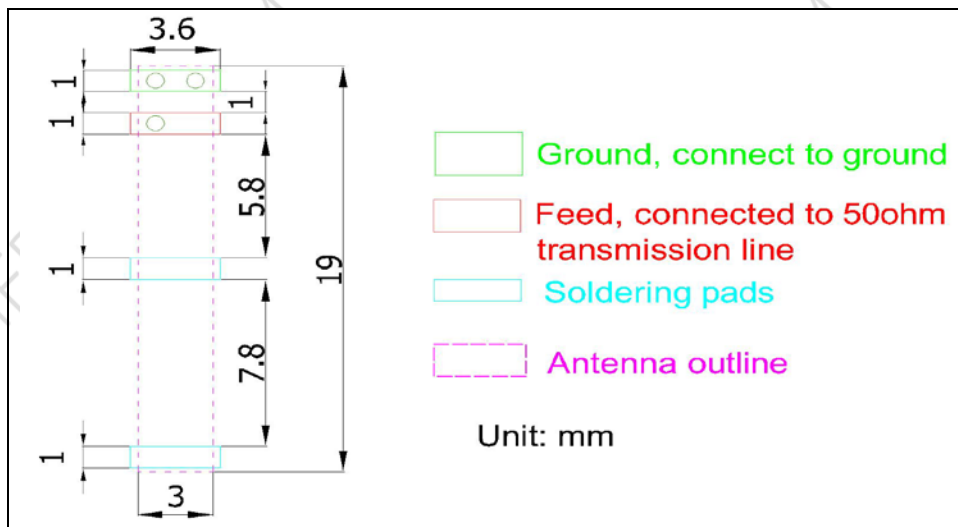 3.6
1
1
1
5.8
1
19
7.8
1
3
Ground, connect to ground
Feed, connected to 50ohm
transmission line
Soldering pads
Antenna outline
Unit: mm